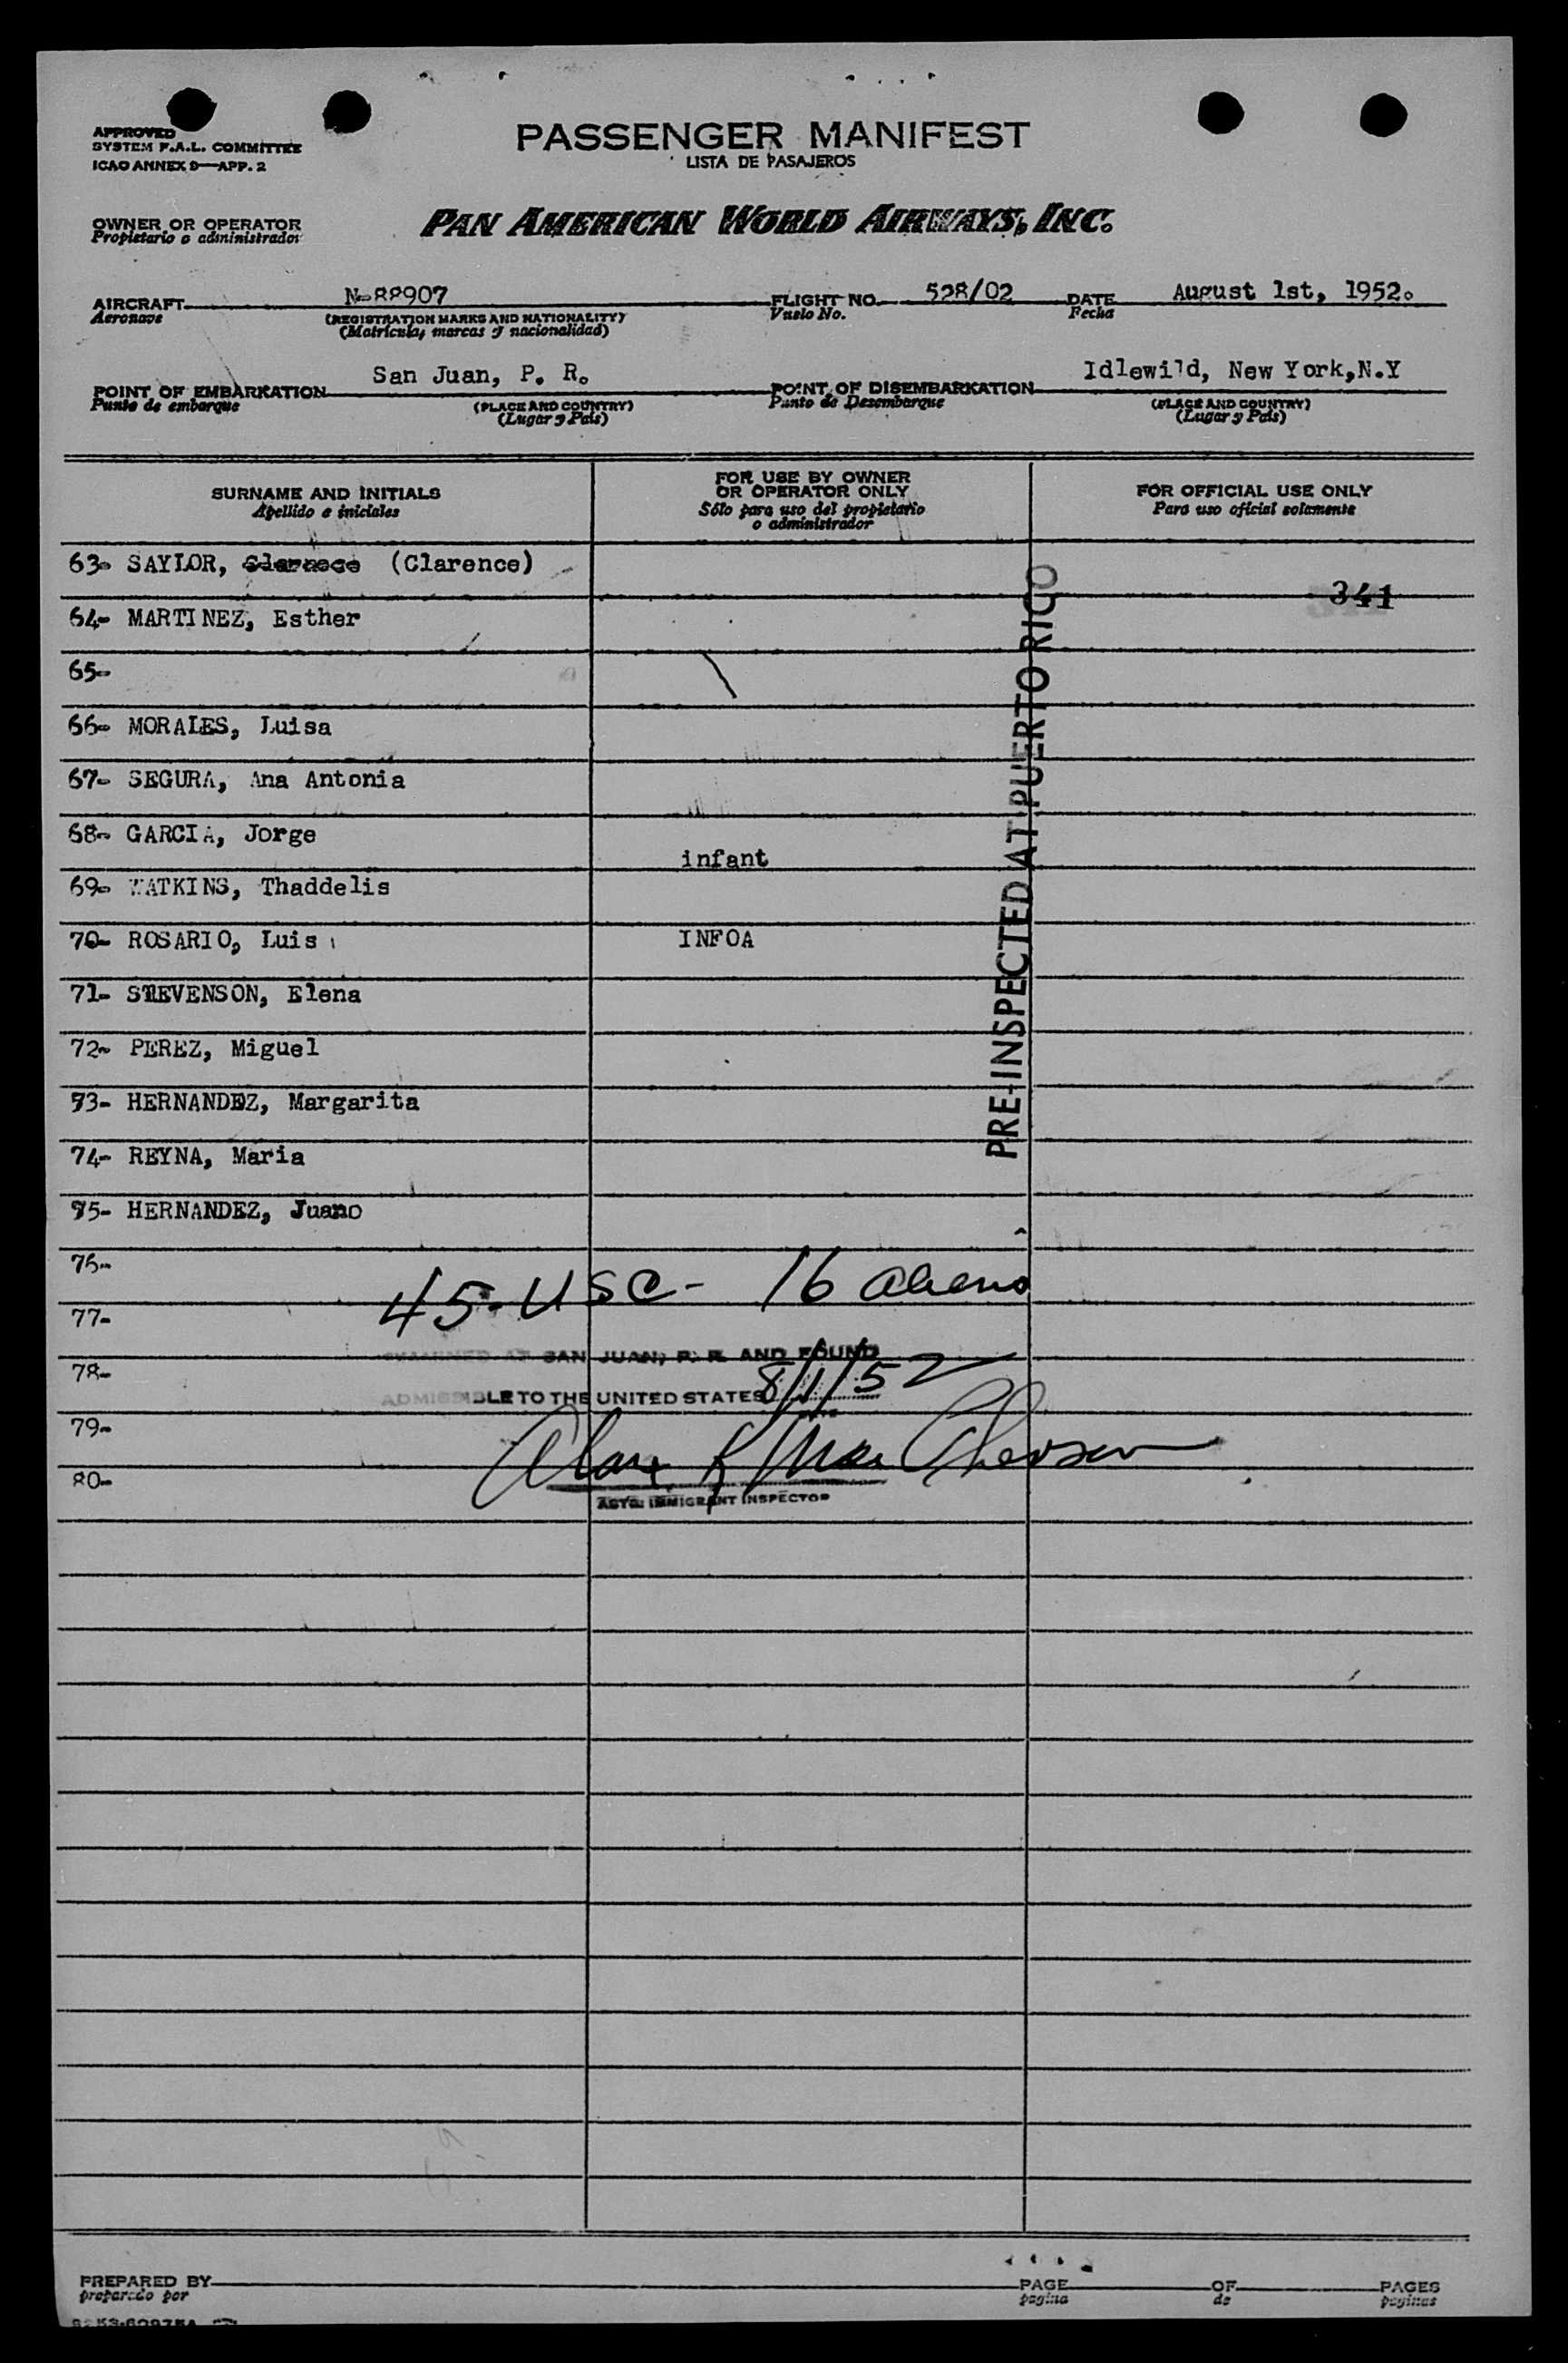 APPROVED
SYSTEM F.A.L. COMMITTEE
ICAO ANNEX 9—APP. 2
PASSENGER MANIFEST
LISTA DE PASAJEROS
OWNER OR OPERATOR
Propietario o administrador
PAN AMERICAN WORLD AIRWAYS, INC.
AIRCRAFT N-88907 FLIGHT NO. 528/02 DATE August 1st, 1952.
Aeronave (REGISTRATION MARKS AND NATIONALITY) Vuelo No. Fecha
(Matrícula, marcas y nacionalidad)
POINT OF EMBARKATION San Juan, P. R. POINT OF DISEMBARKATION Idlewild, New York,N.Y
Punto de embarque (PLACE AND COUNTRY) Punto de Desembarque (PLACE AND COUNTRY)
(Lugar y País) (Lugar y País)
SURNAME AND INITIALS
Apellido e iniciales
FOR USE BY OWNER
OR OPERATOR ONLY
Sólo para uso del propietario
o administrador
FOR OFFICIAL USE ONLY
Para uso oficial solamente
63- SAYLOR, (Clarence)
341
64- MARTINEZ, Esther
65-
66- MORALES, Luisa
67- SEGURA, Ana Antonia
68- GARCIA, Jorge
infant
69- WATKINS, Thaddelis
70- ROSARIO, Luis INFOA
71- STEVENSON, Elena
72- PEREZ, Miguel
73- HERNANDEZ, Margarita
74- REYNA, Maria
75- HERNANDEZ, Juano
PRE-INSPECTED AT PUERTO RICO
76-
45-USC- 16 aliens
77-
EXAMINED AT SAN JUAN, P. R. AND FOUND
78-
ADMISSIBLE TO THE UNITED STATES 8/1/52
DATE
79-
80-
ACTG. IMMIGRANT INSPECTOR
PREPARED BY PAGE OF PAGES
preparado por pagina de paginas